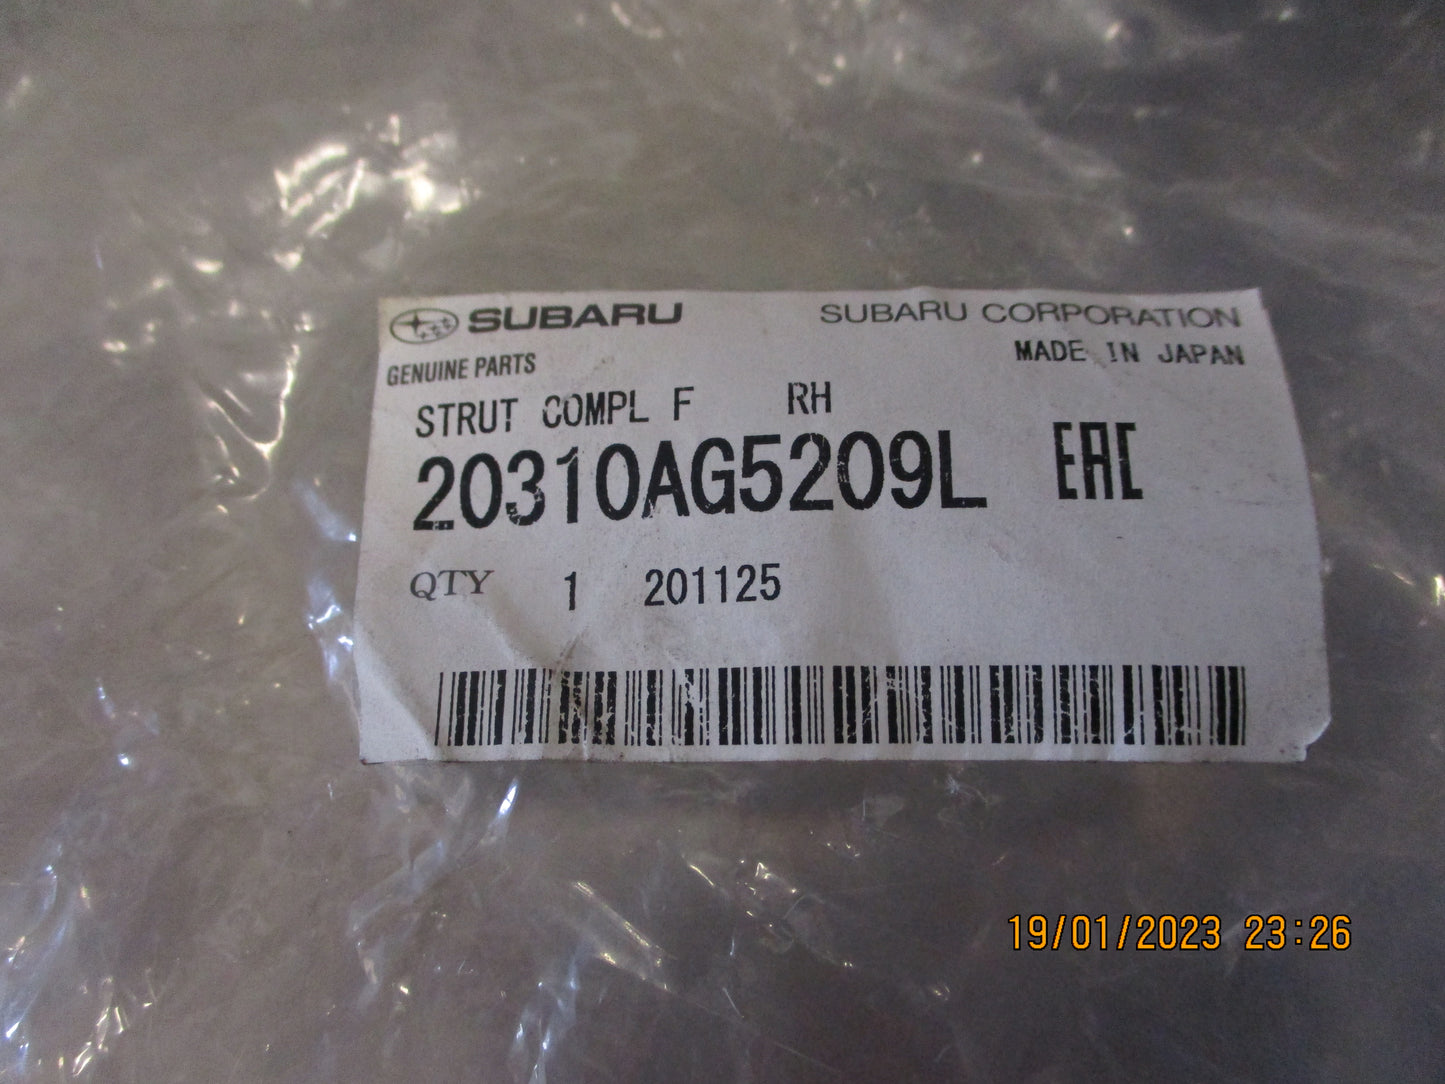 SUBARU SUBARU CORPORATION
GENUINE PARTS MADE IN JAPAN
STRUT COMPL F RH
20310AG5209L EAC
QTY 1 201125
19/01/2023 23:26